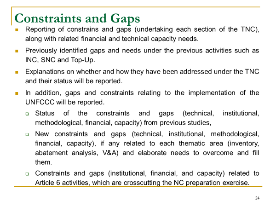 Constraints and Gaps
Reporting of constrains and gaps (undertaking each section of the TNC),
along with related financial and technical capacity needs.
Previously identified gaps and needs under the previous activities such as
INC, SNC and Top-Up.
Explanations on whether and how they have been addressed under the TNC
and their status will be reported.
In addition, gaps and constraints relating to the implementation of the
UNFCCC will be reported.
Status of the constraints and gaps (technical, institutional,
methodological, financial, capacity) from previous studies,
New constraints and gaps (technical, institutional, methodological,
financial, capacity), if any related to each thematic area (inventory,
abatement analysis, V&A) and elaborate needs to overcome and fill
them.
Constraints and gaps (institutional, financial, and capacity) related to
Article 6 activities, which are crosscutting the NC preparation exercise.
24